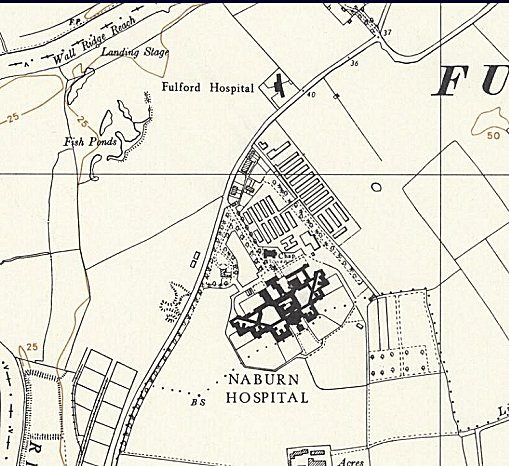 F.P.
37
Wall Ridge Reach
Landing Stage
36
Fulford Hospital
40
FU
25
25
50
Fish Ponds
Chap.
25
NABURN
HOSPITAL
B S
R I
L
Acres